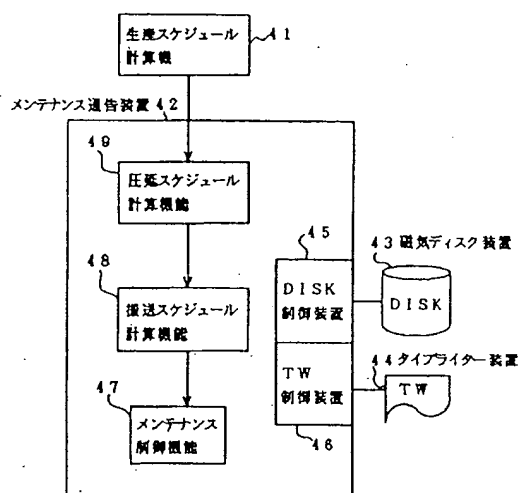 生産スケジュール
計算機
41
メンテナンス通告装置 42
49
圧延スケジュール
計算機能
48
搬送スケジュール
計算機能
47
メンテナンス
制御機能
45
DISK
制御装置
TW
制御装置
46
43 磁気ディスク装置
DISK
44 タイプライター装置
TW